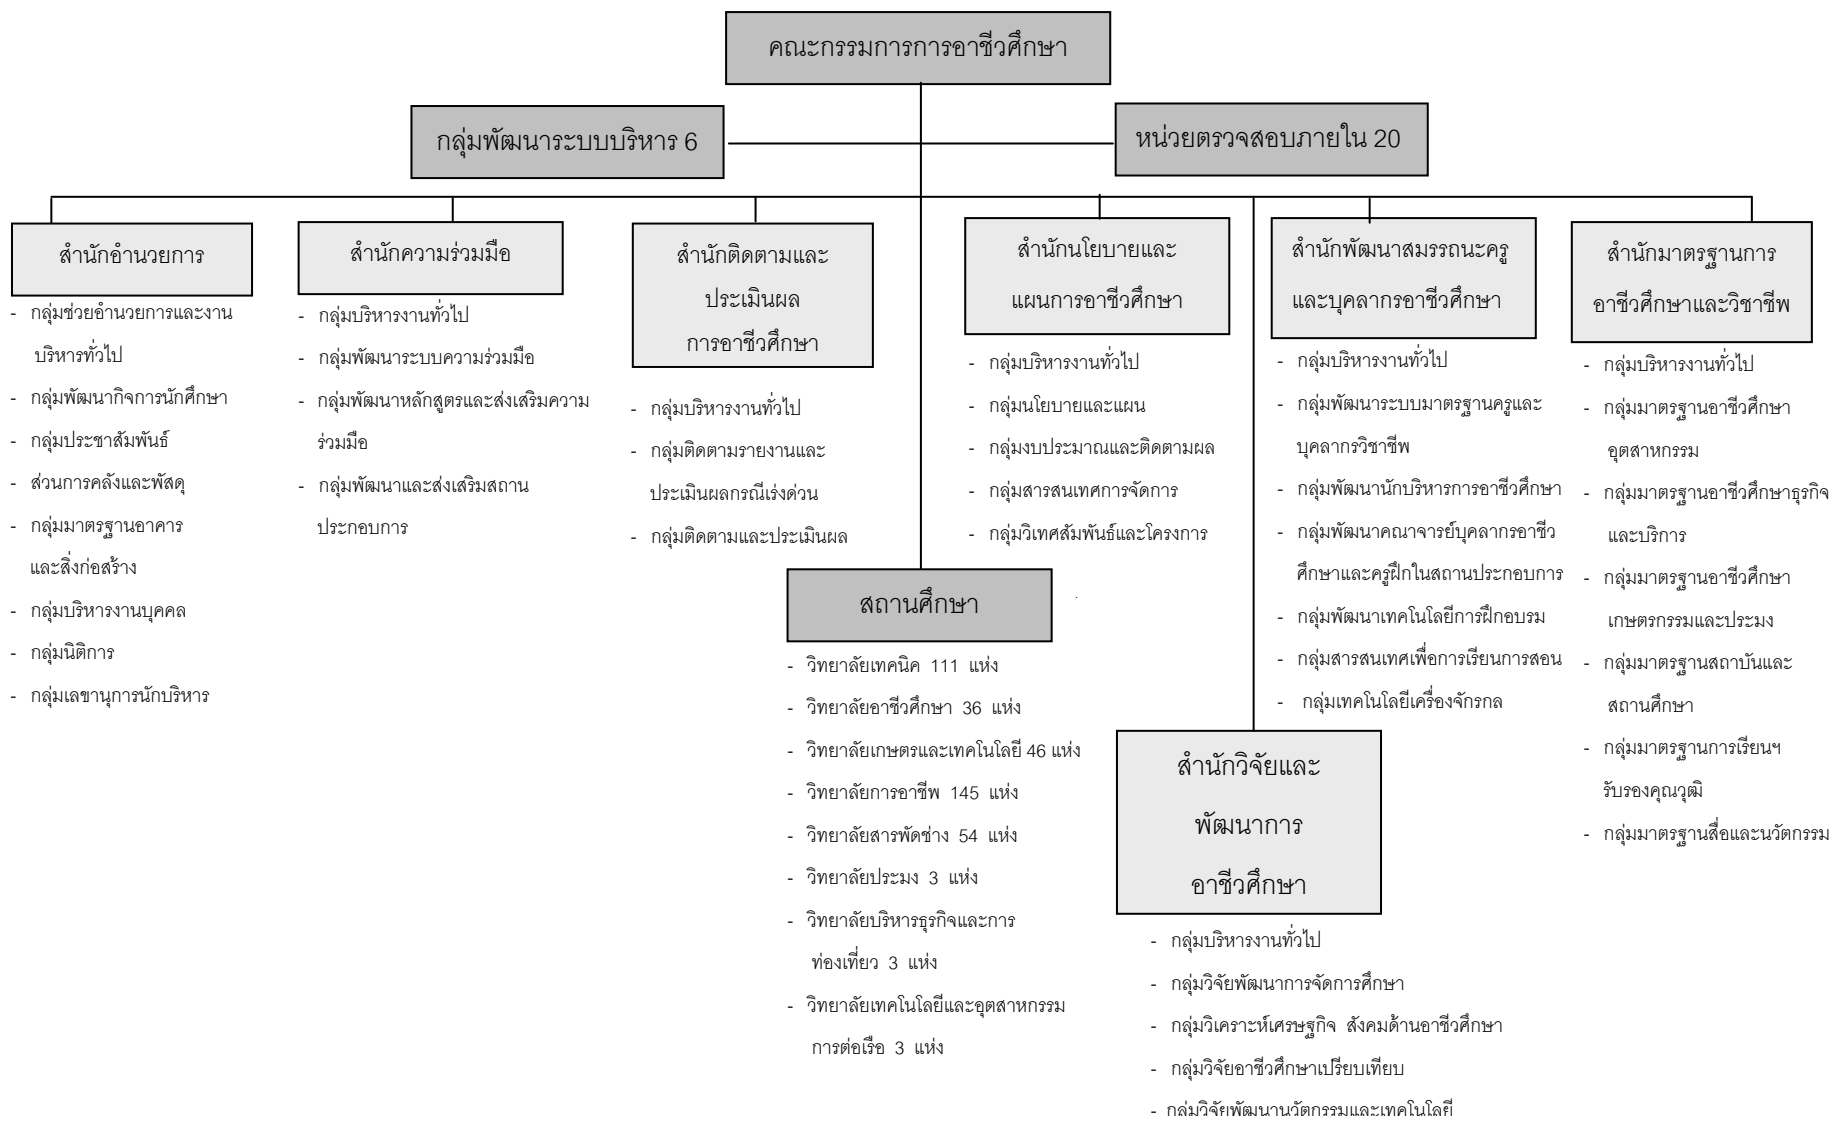 คณะกรรมการการอาชีวศึกษา
กลุ่มพัฒนาระบบบริหาร 6
หน่วยตรวจสอบภายใน 20
สำนักอำนวยการ
- กลุ่มช่วยอำนวยการและงาน
บริหารทั่วไป
- กลุ่มพัฒนากิจการนักศึกษา
- กลุ่มประชาสัมพันธ์
- ส่วนการคลังและพัสดุ
- กลุ่มมาตรฐานอาคาร
และสิ่งก่อสร้าง
- กลุ่มบริหารงานบุคคล
- กลุ่มนิติการ
- กลุ่มเลขานุการนักบริหาร
สำนักความร่วมมือ
- กลุ่มบริหารงานทั่วไป
- กลุ่มพัฒนาระบบความร่วมมือ
- กลุ่มพัฒนาหลักสูตรและส่งเสริมความ
ร่วมมือ
- กลุ่มพัฒนาและส่งเสริมสถาน
ประกอบการ
สำนักติดตามและ
ประเมินผล
การอาชีวศึกษา
- กลุ่มบริหารงานทั่วไป
- กลุ่มติดตามรายงานและ
ประเมินผลกรณีเร่งด่วน
- กลุ่มติดตามและประเมินผล
สถานศึกษา
- วิทยาลัยเทคนิค 111 แห่ง
- วิทยาลัยอาชีวศึกษา 36 แห่ง
- วิทยาลัยเกษตรและเทคโนโลยี 46 แห่ง
- วิทยาลัยการอาชีพ 145 แห่ง
- วิทยาลัยสารพัดช่าง 54 แห่ง
- วิทยาลัยประมง 3 แห่ง
- วิทยาลัยบริหารธุรกิจและการ
ท่องเที่ยว 3 แห่ง
- วิทยาลัยเทคโนโลยีและอุตสาหกรรม
การต่อเรือ 3 แห่ง
สำนักนโยบายและ
แผนการอาชีวศึกษา
- กลุ่มบริหารงานทั่วไป
- กลุ่มนโยบายและแผน
- กลุ่มงบประมาณและติดตามผล
- กลุ่มสารสนเทศการจัดการ
- กลุ่มวิเทศสัมพันธ์และโครงการ
สำนักวิจัยและ
พัฒนาการ
อาชีวศึกษา
- กลุ่มบริหารงานทั่วไป
- กลุ่มวิจัยพัฒนาการจัดการศึกษา
- กลุ่มวิเคราะห์เศรษฐกิจ สังคมด้านอาชีวศึกษา
- กลุ่มวิจัยอาชีวศึกษาเปรียบเทียบ
- กลุ่มวิจัยพัฒนานวัตกรรมและเทคโนโลยี
สำนักพัฒนาสมรรถนะครู
และบุคลากรอาชีวศึกษา
- กลุ่มบริหารงานทั่วไป
- กลุ่มพัฒนาระบบมาตรฐานครูและ
บุคลากรวิชาชีพ
- กลุ่มพัฒนานักบริหารการอาชีวศึกษา
- กลุ่มพัฒนาคณาจารย์บุคลากรอาชีว
ศึกษาและครูฝึกในสถานประกอบการ
- กลุ่มพัฒนาเทคโนโลยีการฝึกอบรม
- กลุ่มสารสนเทศเพื่อการเรียนการสอน
- กลุ่มเทคโนโลยีเครื่องจักรกล
สำนักมาตรฐานการ
อาชีวศึกษาและวิชาชีพ
- กลุ่มบริหารงานทั่วไป
- กลุ่มมาตรฐานอาชีวศึกษา
อุตสาหกรรม
- กลุ่มมาตรฐานอาชีวศึกษาธุรกิจ
และบริการ
- กลุ่มมาตรฐานอาชีวศึกษา
เกษตรกรรมและประมง
- กลุ่มมาตรฐานสถาบันและ
สถานศึกษา
- กลุ่มมาตรฐานการเรียนฯ
รับรองคุณวุฒิ
- กลุ่มมาตรฐานสื่อและนวัตกรรม